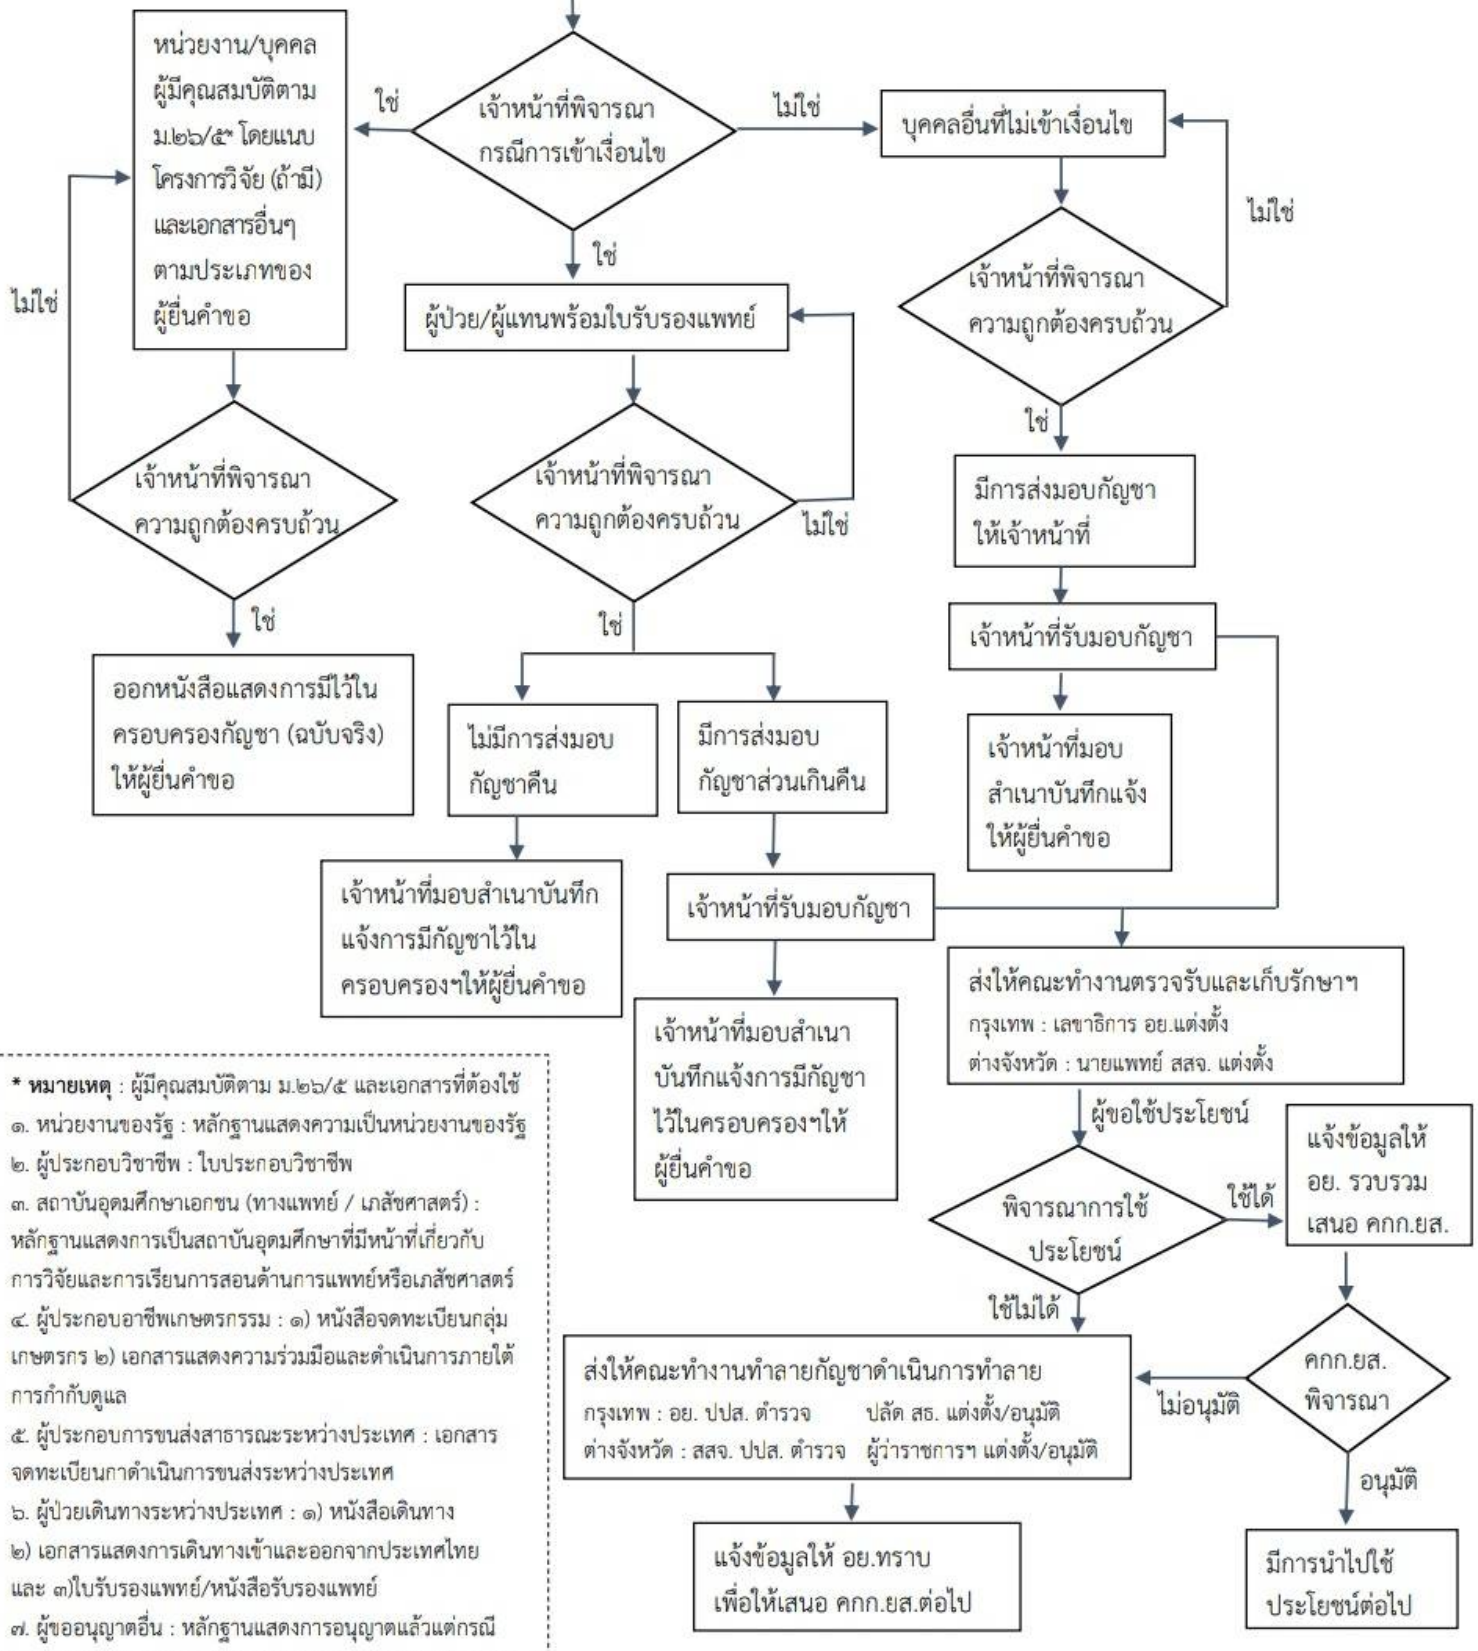 หน่วยงาน/บุคคล
ผู้มีคุณสมบัติตาม
ม.๒๖/๕* โดยแนบ
โครงการวิจัย (ถ้ามี)
และเอกสารอื่นๆ
ตามประเภทของ
ผู้ยื่นคำขอ
ใช่
เจ้าหน้าที่พิจารณา
กรณีการเข้าเงื่อนไข
ไม่ใช่
บุคคลอื่นที่ไม่เข้าเงื่อนไข
ไม่ใช่
ใช่
ไม่ใช่
ผู้ป่วย/ผู้แทนพร้อมใบรับรองแพทย์
เจ้าหน้าที่พิจารณา
ความถูกต้องครบถ้วน
ใช่
เจ้าหน้าที่พิจารณา
ความถูกต้องครบถ้วน
เจ้าหน้าที่พิจารณา
ความถูกต้องครบถ้วน
ไม่ใช่
มีการส่งมอบกัญชา
ให้เจ้าหน้าที่
ใช่
ใช่
เจ้าหน้าที่รับมอบกัญชา
ออกหนังสือแสดงการมีไว้ใน
ครอบครองกัญชา (ฉบับจริง)
ให้ผู้ยื่นคำขอ
ไม่มีการส่งมอบ
กัญชาคืน
มีการส่งมอบ
กัญชาส่วนเกินคืน
เจ้าหน้าที่มอบ
สำเนาบันทึกแจ้ง
ให้ผู้ยื่นคำขอ
เจ้าหน้าที่มอบสำเนาบันทึก
แจ้งการมีกัญชาไว้ใน
ครอบครองฯให้ผู้ยื่นคำขอ
เจ้าหน้าที่รับมอบกัญชา
ส่งให้คณะทำงานตรวจรับและเก็บรักษาฯ
กรุงเทพ : เลขาธิการ อย.แต่งตั้ง
ต่างจังหวัด : นายแพทย์ สสจ. แต่งตั้ง
เจ้าหน้าที่มอบสำเนา
บันทึกแจ้งการมีกัญชา
ไว้ในครอบครองฯให้
ผู้ยื่นคำขอ
* หมายเหตุ : ผู้มีคุณสมบัติตาม ม.๒๖/๕ และเอกสารที่ต้องใช้
๑. หน่วยงานของรัฐ : หลักฐานแสดงความเป็นหน่วยงานของรัฐ
๒. ผู้ประกอบวิชาชีพ : ใบประกอบวิชาชีพ
๓. สถาบันอุดมศึกษาเอกชน (ทางแพทย์ / เภสัชศาสตร์) :
หลักฐานแสดงการเป็นสถาบันอุดมศึกษาที่มีหน้าที่เกี่ยวกับ
การวิจัยและการเรียนการสอนด้านการแพทย์หรือเภสัชศาสตร์
๔. ผู้ประกอบอาชีพเกษตรกรรม : ๑) หนังสือจดทะเบียนกลุ่ม
เกษตรกร ๒) เอกสารแสดงความร่วมมือและดำเนินการภายใต้
การกำกับดูแล
๕. ผู้ประกอบการขนส่งสาธารณะระหว่างประเทศ : เอกสาร
จดทะเบียนกาดำเนินการขนส่งระหว่างประเทศ
๖. ผู้ป่วยเดินทางระหว่างประเทศ : ๑) หนังสือเดินทาง
๒) เอกสารแสดงการเดินทางเข้าและออกจากประเทศไทย
และ ๓)ใบรับรองแพทย์/หนังสือรับรองแพทย์
๗. ผู้ขออนุญาตอื่น : หลักฐานแสดงการอนุญาตแล้วแต่กรณี
ผู้ขอใช้ประโยชน์
พิจารณาการใช้
ประโยชน์
ใช้ได้
แจ้งข้อมูลให้
อย. รวบรวม
เสนอ คกก.ยส.
ใช้ไม่ได้
ส่งให้คณะทำงานทำลายกัญชาดำเนินการทำลาย
กรุงเทพ : อย. ปปส. ตำรวจ ปลัด สธ. แต่งตั้ง/อนุมัติ
ต่างจังหวัด : สสจ. ปปส. ตำรวจ ผู้ว่าราชการฯ แต่งตั้ง/อนุมัติ
ไม่อนุมัติ
คกก.ยส.
พิจารณา
อนุมัติ
แจ้งข้อมูลให้ อย.ทราบ
เพื่อให้เสนอ คกก.ยส.ต่อไป
มีการนำไปใช้
ประโยชน์ต่อไป